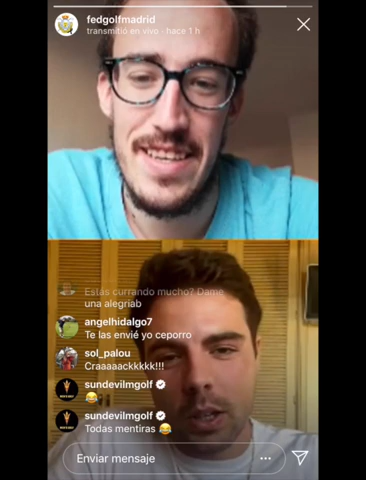 fedgolfmadrid
transmitió en vivo · hace 1 h
Estás currando mucho? Dame
una alegriab
angelhidalgo7
Te las envié yo ceporro
sol_palou
Craaaaackkkkk!!!
sundevilmgolf
😂
sundevilmgolf
Todas mentiras 😂
Enviar mensaje